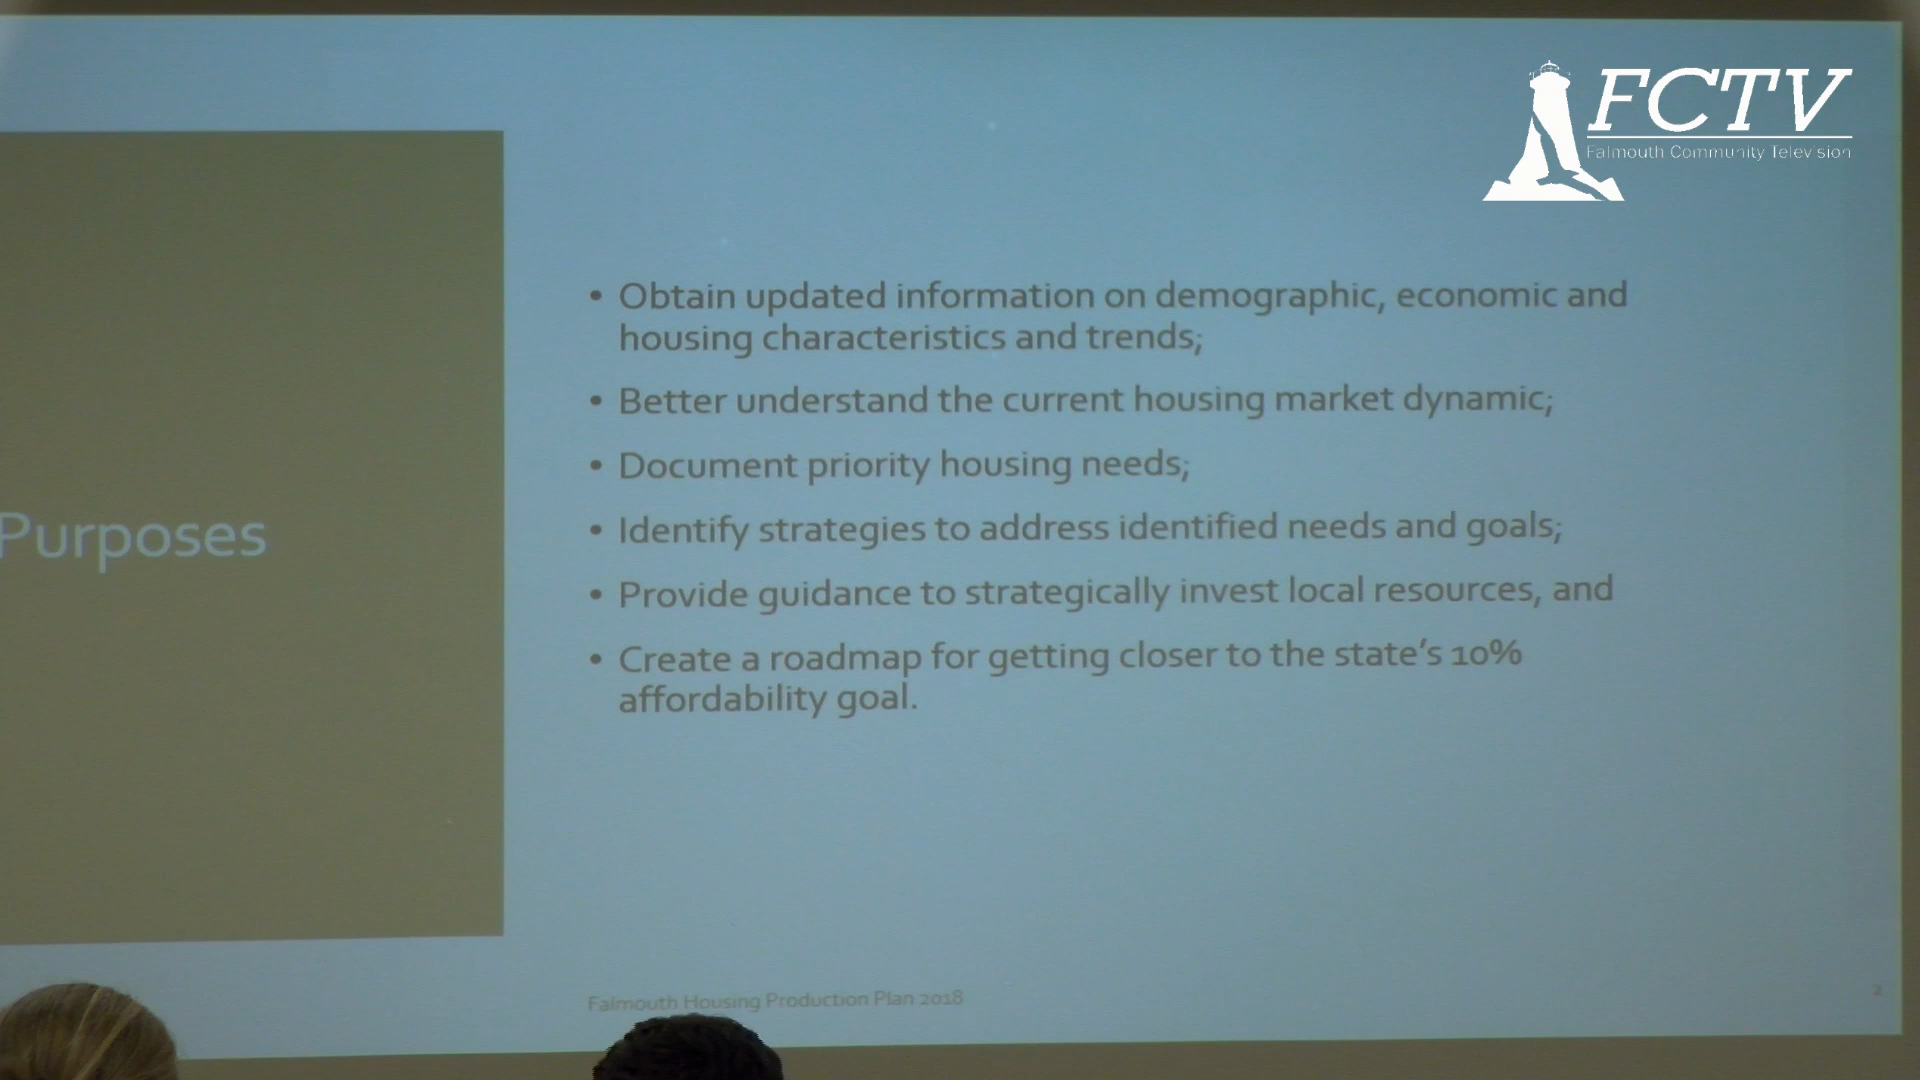 FCTV
Falmouth Community Television
Purposes
• Obtain updated information on demographic, economic and
housing characteristics and trends;
• Better understand the current housing market dynamic;
• Document priority housing needs;
• Identify strategies to address identified needs and goals;
• Provide guidance to strategically invest local resources, and
• Create a roadmap for getting closer to the state's 10%
affordability goal.
Falmouth Housing Production Plan 2018
2